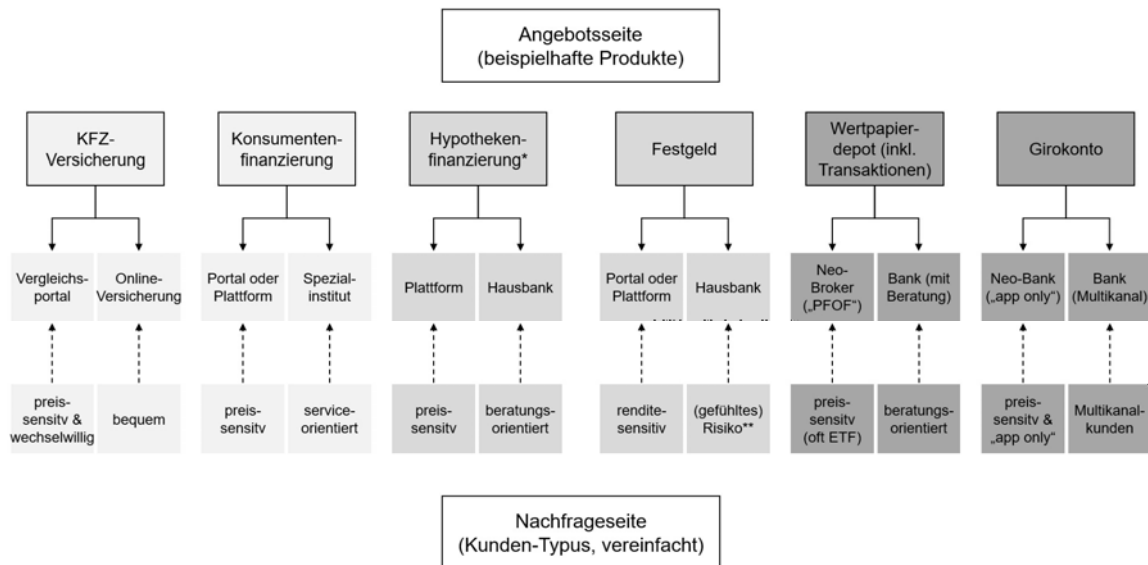 Angebotsseite
(beispielhafte Produkte)
KFZ-
Versicherung
Konsumenten-
finanzierung
Hypotheken-
finanzierung*
Festgeld
Wertpapier-
depot (inkl.
Transaktionen)
Girokonto
Vergleichs-
portal
Online-
Versicherung
Portal oder
Plattform
Spezial-
institut
Plattform
Hausbank
Portal oder
Plattform
Hausbank
Neo-
Broker
(„PFOF“)
Bank (mit
Beratung)
Neo-Bank
(„app only“)
Bank
(Multikanal)
preis-
sensitv &
wechselwillig
bequem
preis-
sensitv
service-
orientiert
preis-
sensitv
beratungs-
orientiert
rendite-
sensitiv
(gefühltes)
Risiko**
preis-
sensitv
(oft ETF)
beratungs-
orientiert
preis-
sensitv &
„app only“
Multikanal-
kunden
Nachfrageseite
(Kunden-Typus, vereinfacht)